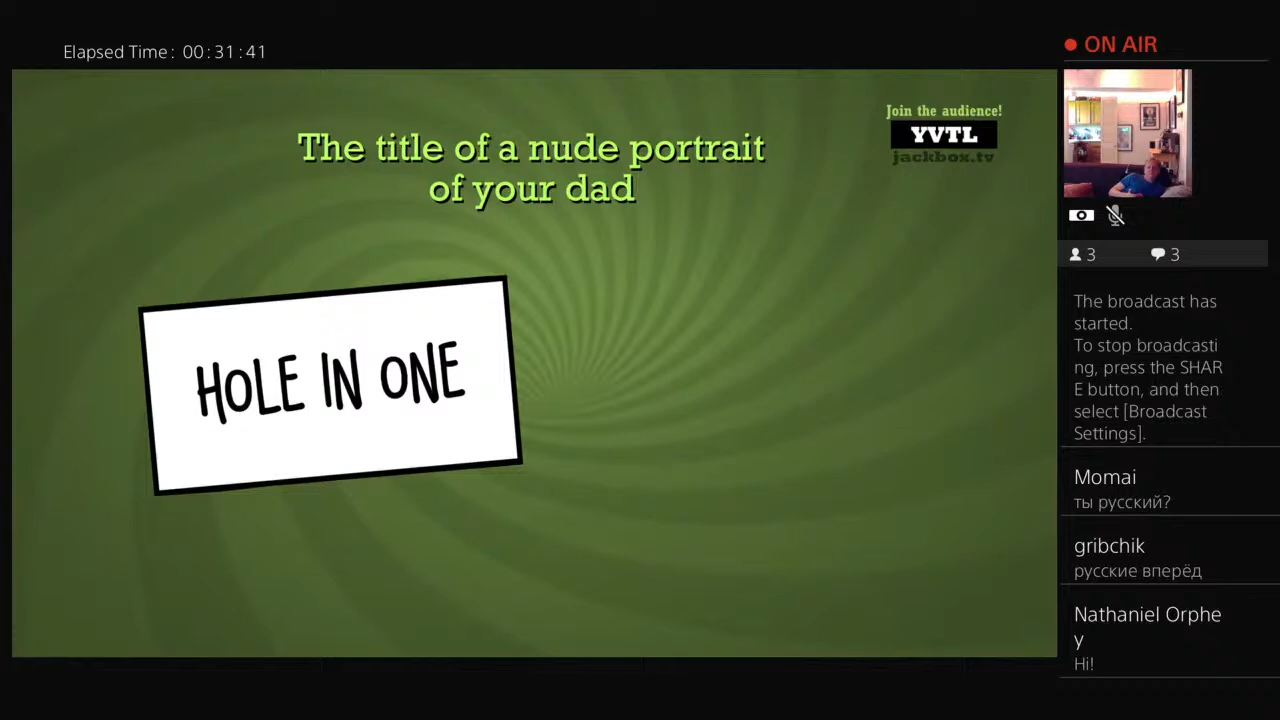 Elapsed Time: 00:31:41
ON AIR
The title of a nude portrait
of your dad
Join the audience!
YVTL
jackbox.tv
HOLE IN ONE
3
3
The broadcast has
started.
To stop broadcasti
ng, press the SHAR
E button, and then
select [Broadcast
Settings].
Momai
ты русский?
gribchik
русские вперёд
Nathaniel Orphe
y
Hi!